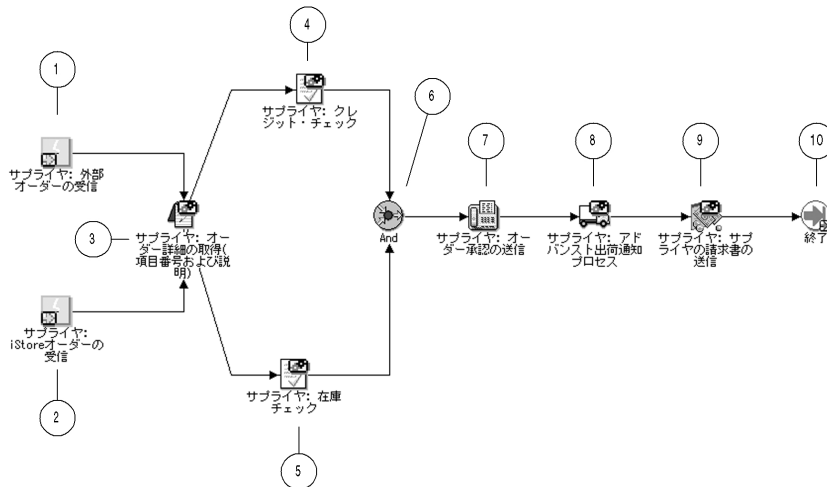 4
1
6
7
8
9
10
サプライヤ: クレ
ジット・チェック
サプライヤ: 外部
オーダーの受信
3
サプライヤ: オー
ダー詳細の取得(
項目番号および説
明)
And
サプライヤ: オー
ダー承認の送信
サプライヤ: アド
バンスト出荷通知
プロセス
サプライヤ: サプ
ライヤの請求書の
送信
終了
サプライヤ:
iStoreオーダーの
受信
サプライヤ: 在庫
チェック
2
5